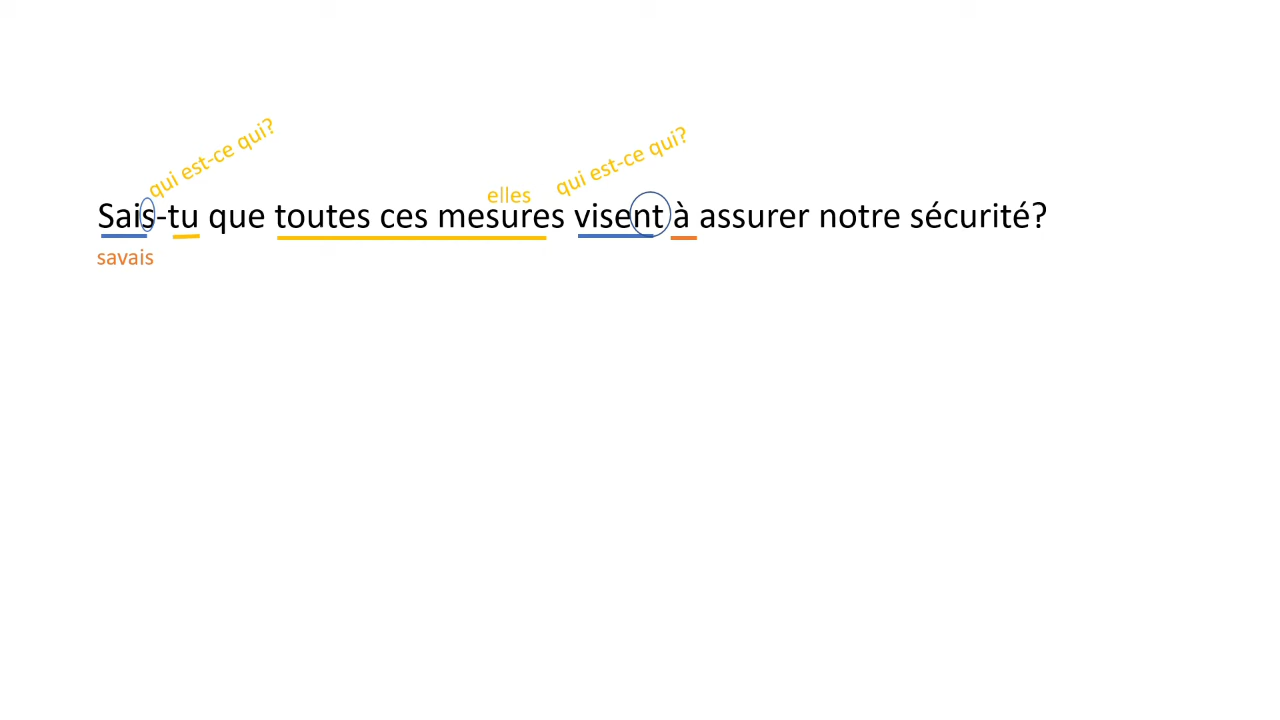 qui est-ce qui?
qui est-ce qui?
elles
Sais-tu que toutes ces mesures visent à assurer notre sécurité?
savais